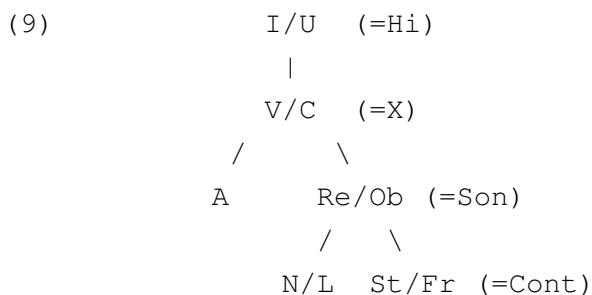 (9) I/U (=Hi)
|
V/C (=X)
/ \
A Re/Ob (=Son)
/ \
N/L St/Fr (=Cont)